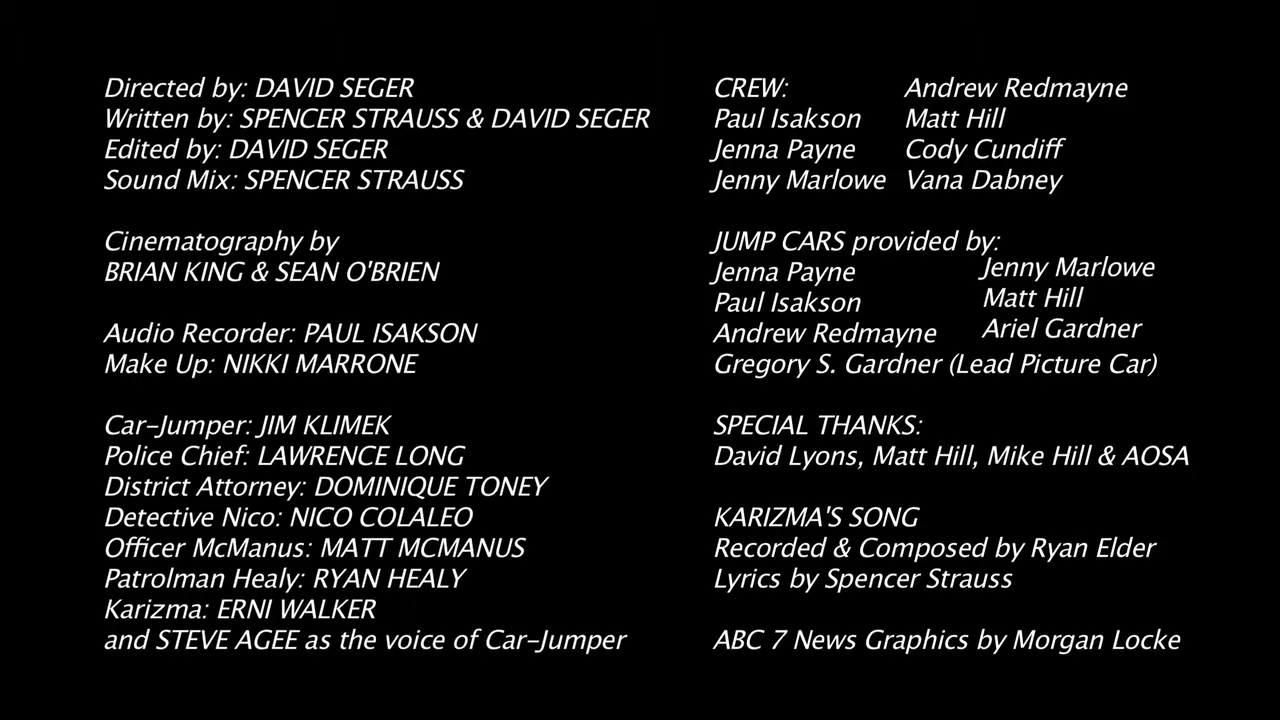 Directed by: DAVID SEGER
Written by: SPENCER STRAUSS & DAVID SEGER
Edited by: DAVID SEGER
Sound Mix: SPENCER STRAUSS
Cinematography by
BRIAN KING & SEAN O'BRIEN
Audio Recorder: PAUL ISAKSON
Make Up: NIKKI MARRONE
Car-Jumper: JIM KLIMEK
Police Chief: LAWRENCE LONG
District Attorney: DOMINIQUE TONEY
Detective Nico: NICO COLALEO
Officer McManus: MATT MCMANUS
Patrolman Healy: RYAN HEALY
Karizma: ERNI WALKER
and STEVE AGEE as the voice of Car-Jumper
CREW:
Paul Isakson
Jenna Payne
Jenny Marlowe
Andrew Redmayne
Matt Hill
Cody Cundiff
Vana Dabney
JUMP CARS provided by:
Jenna Payne
Paul Isakson
Andrew Redmayne
Jenny Marlowe
Matt Hill
Ariel Gardner
Gregory S. Gardner (Lead Picture Car)
SPECIAL THANKS:
David Lyons, Matt Hill, Mike Hill & AOSA
KARIZMA'S SONG
Recorded & Composed by Ryan Elder
Lyrics by Spencer Strauss
ABC 7 News Graphics by Morgan Locke